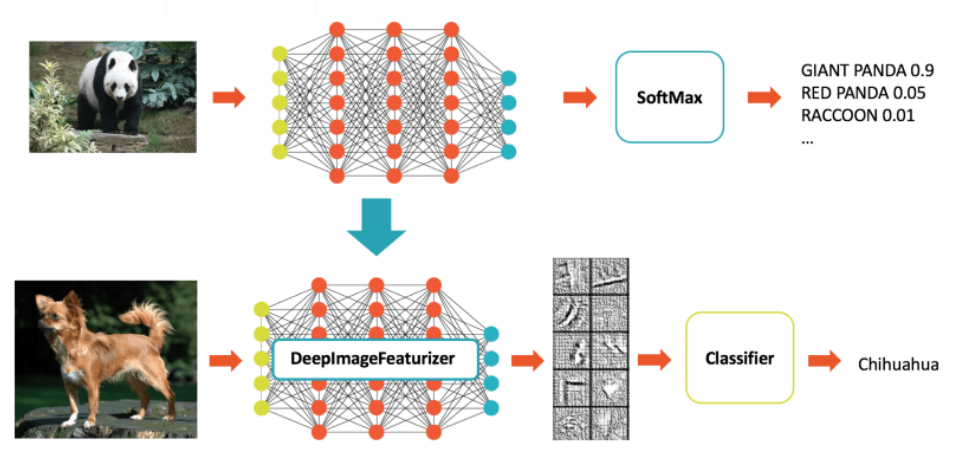 SoftMax
GIANT PANDA 0.9
RED PANDA 0.05
RACCOON 0.01
...
DeepImageFeaturizer
Classifier
Chihuahua